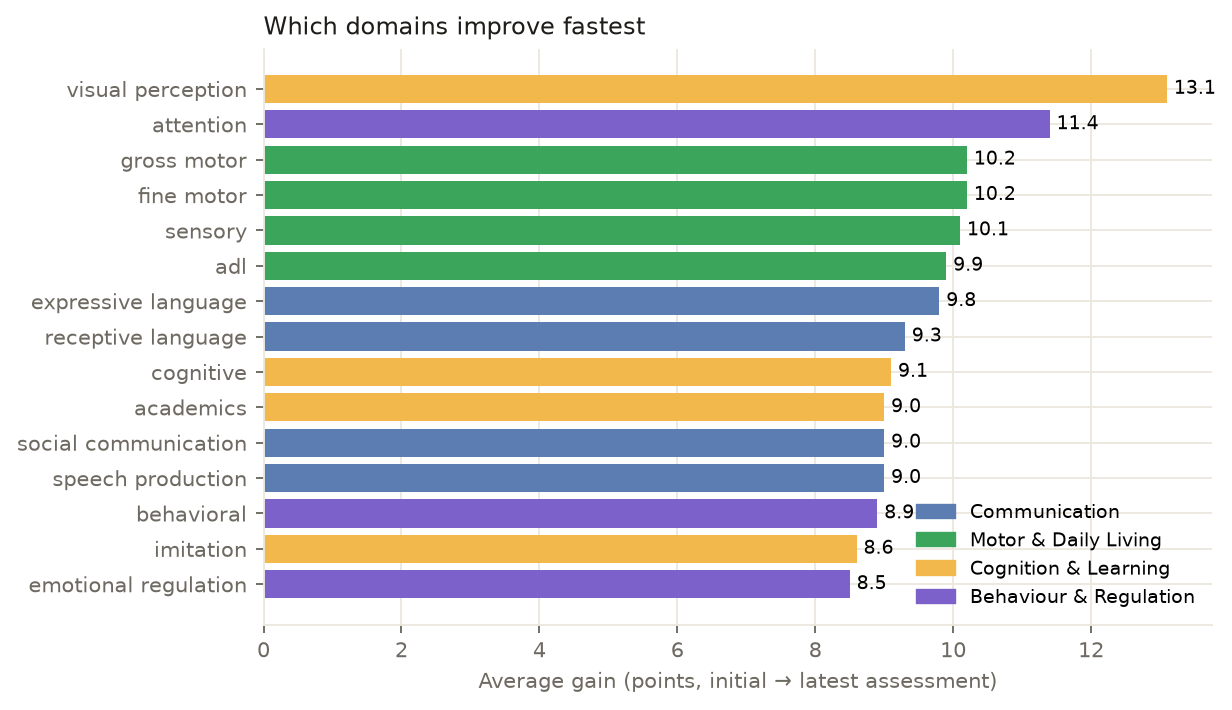 Which domains improve fastest
visual perception 13.1
attention 11.4
gross motor 10.2
fine motor 10.2
sensory 10.1
adl 9.9
expressive language 9.8
receptive language 9.3
cognitive 9.1
academics 9.0
social communication 9.0
speech production 9.0
behavioral 8.9
imitation 8.6
emotional regulation 8.5
Communication
Motor & Daily Living
Cognition & Learning
Behaviour & Regulation
0 2 4 6 8 10 12
Average gain (points, initial → latest assessment)